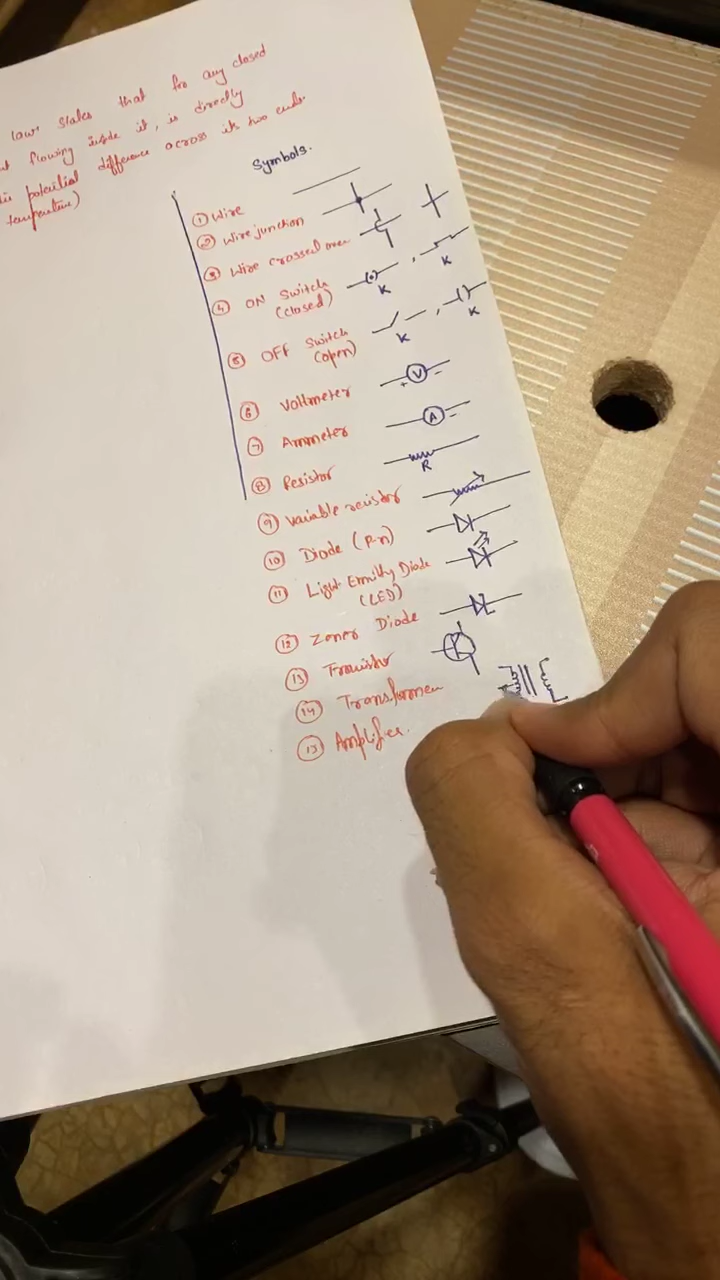 law states that for any closed
flowing inside it, is directly
potential difference across its two ends.
temperature)
Symbols.
① Wire
② Wire junction
③ Wire crossed over
④ ON Switch
(closed)
K , K
⑤ OFF Switch
(open)
K , K
⑥ Voltmeter + V -
⑦ Ammeter A -
⑧ Resistor R
⑨ Variable resistor
⑩ Diode (P-n)
⑪ Light Emitty Diode
(LED)
⑫ Zener Diode
⑬ Transistor
⑭ Transformer
⑮ Amplifier.